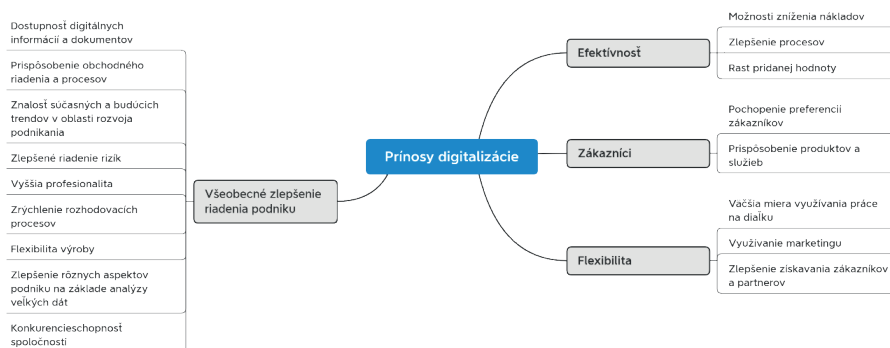 Prínosy digitalizácie
Efektívnosť
Možnosti zníženia nákladov
Zlepšenie procesov
Rast pridanej hodnoty
Zákazníci
Pochopenie preferencií
zákazníkov
Prispôsobenie produktov a
služieb
Flexibilita
Väčšia miera využívania práce
na diaľku
Využívanie marketingu
Zlepšenie získavania zákazníkov
a partnerov
Všeobecné zlepšenie
riadenia podniku
Dostupnosť digitálnych
informácií a dokumentov
Prispôsobenie obchodného
riadenia a procesov
Znalosť súčasných a budúcich
trendov v oblasti rozvoja
podnikania
Zlepšené riadenie rizík
Vyššia profesionalita
Zrýchlenie rozhodovacích
procesov
Flexibilita výroby
Zlepšenie rôznych aspektov
podniku na základe analýzy
veľkých dát
Konkurencieschopnosť
spoločnosti